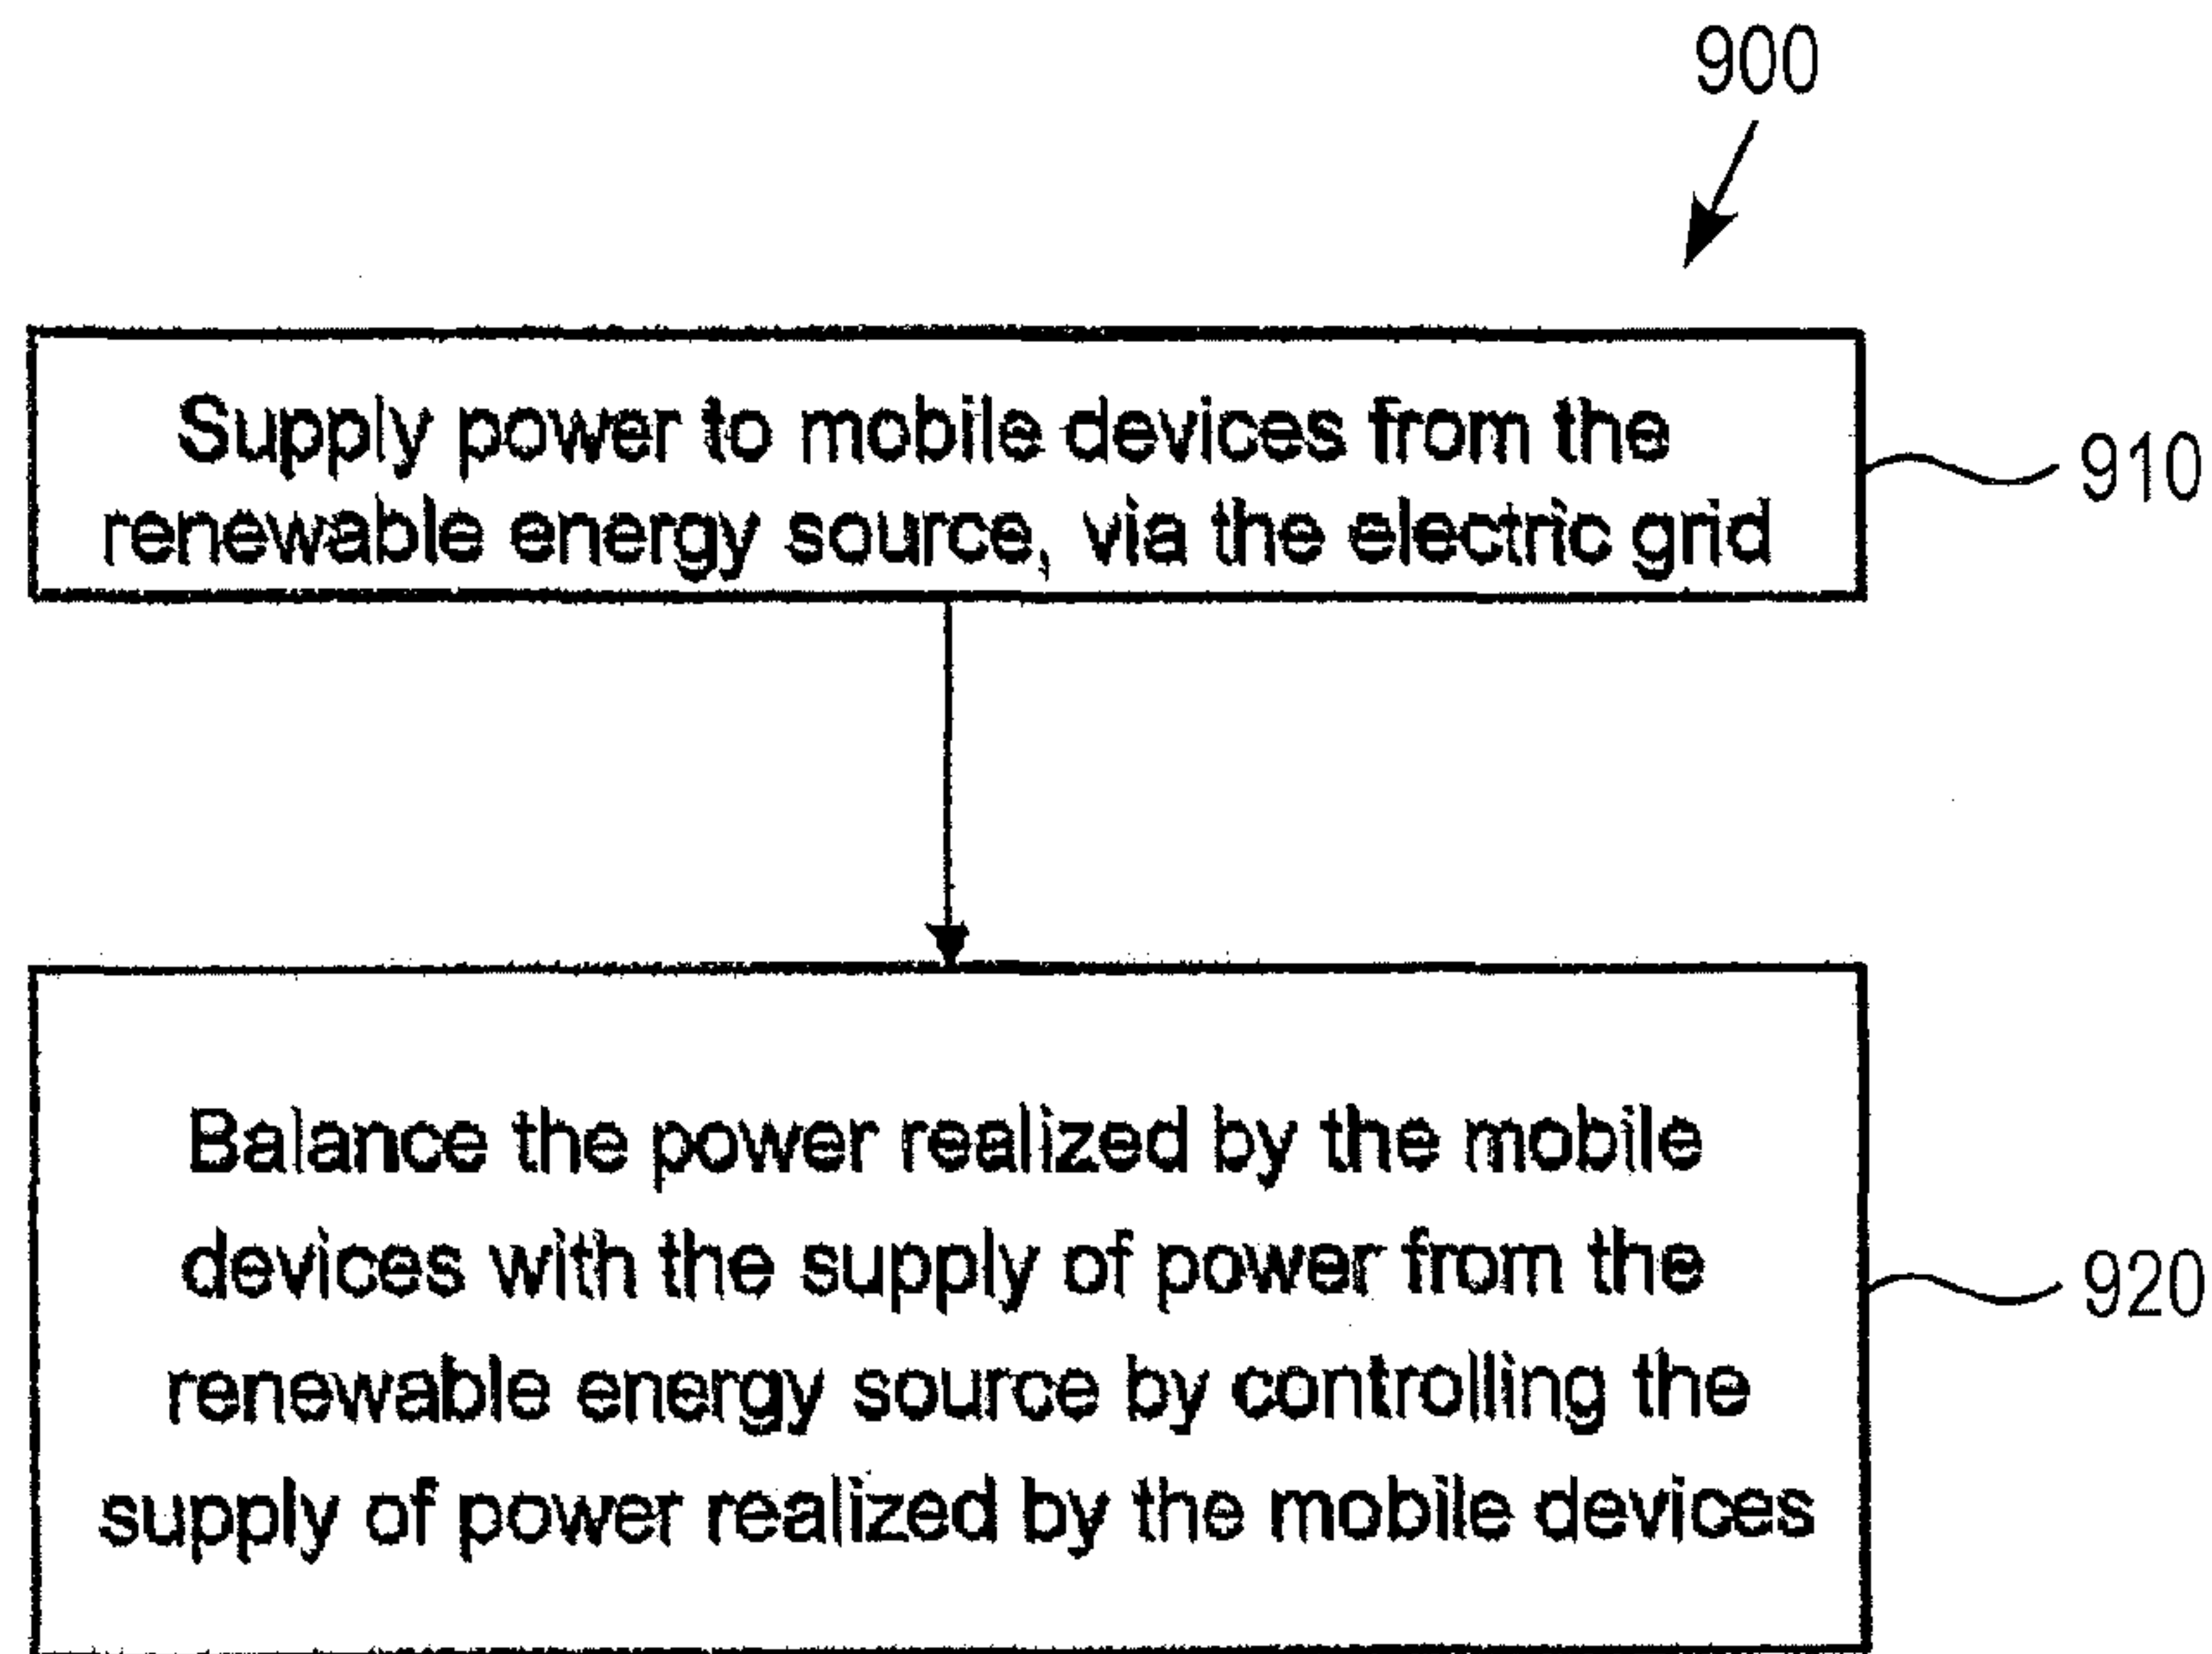 900
Supply power to mobile devices from the
renewable energy source, via the electric grid
910
Balance the power realized by the mobile
devices with the supply of power from the
renewable energy source by controlling the
supply of power realized by the mobile devices
920